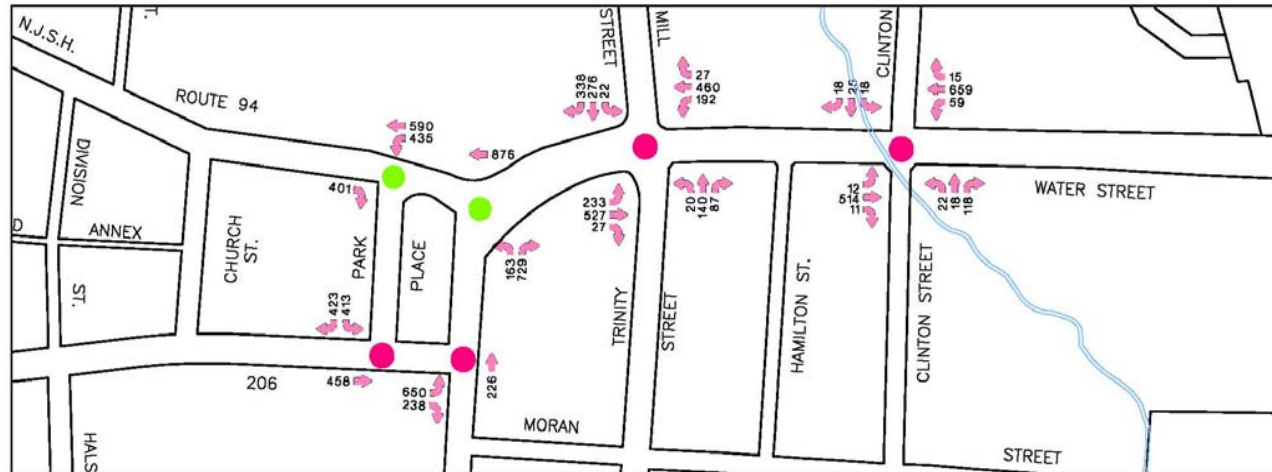 N.J.S.H.
T.
STREET
MILL
CLINTON
ROUTE 94
338
276
22
27
460
192
18
25
18
15
659
59
590
435
875
DIVISION
401
233
527
27
20
140
87
12
514
11
22
18
118
WATER STREET
D
ANNEX
CHURCH
ST.
PARK
PLACE
163
729
ST.
423
413
TRINITY
STREET
HAMILTON ST.
CLINTON STREET
206
458
650
238
226
MORAN
STREET
HALS